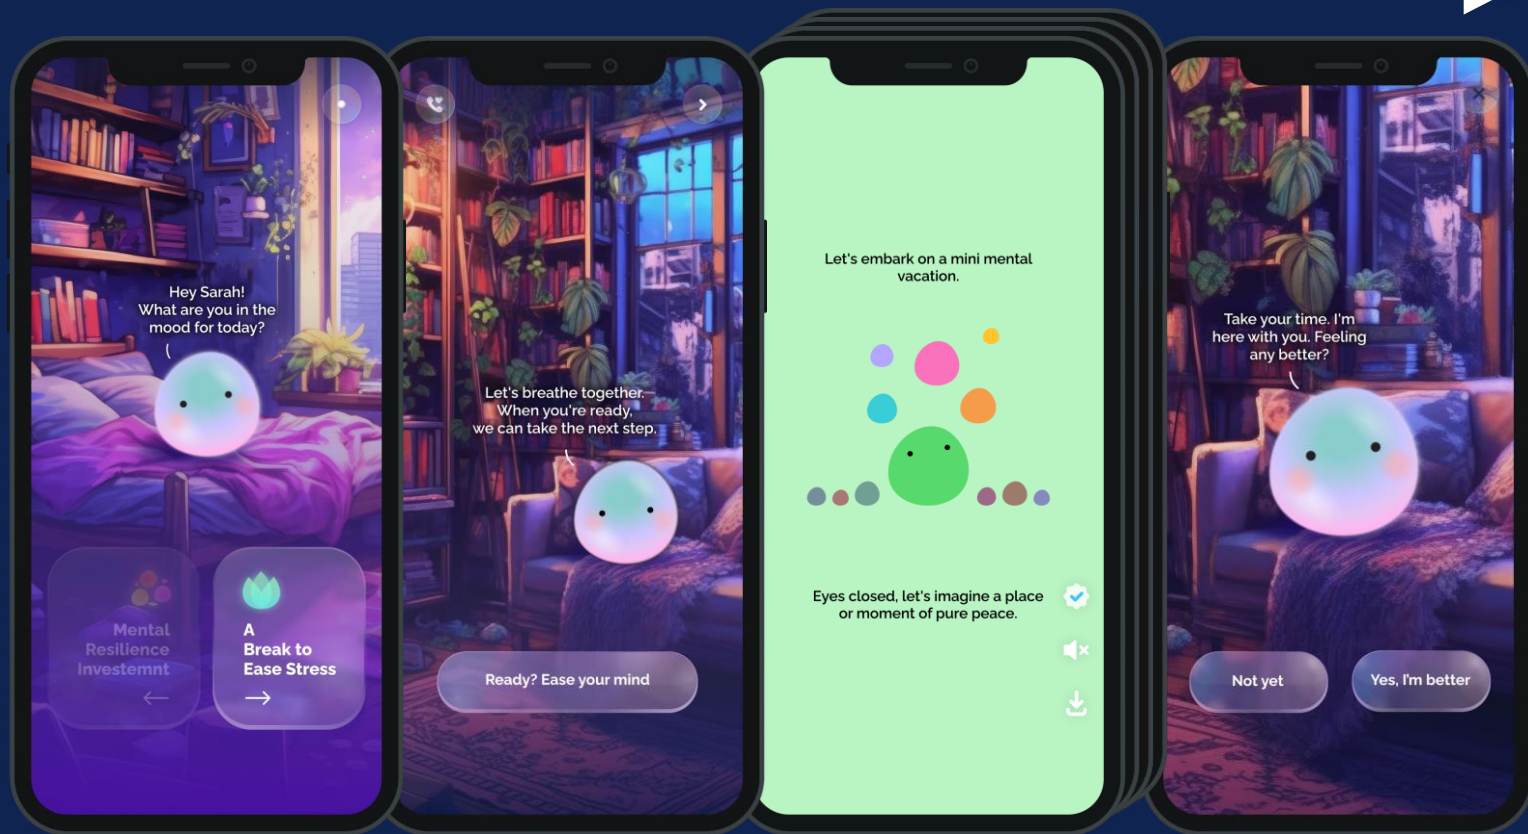 Hey Sarah!
What are you in the
mood for today?
Mental
Resilience
Investemnt
A
Break to
Ease Stress
Let's breathe together.
When you're ready,
we can take the next step.
Ready? Ease your mind
Let's embark on a mini mental
vacation.
Eyes closed, let's imagine a place
or moment of pure peace.
Take your time. I'm
here with you. Feeling
any better?
Not yet
Yes, I'm better